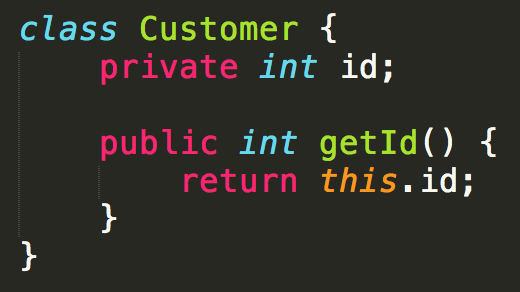 class Customer {
    private int id;

    public int getId() {
        return this.id;
    }
}